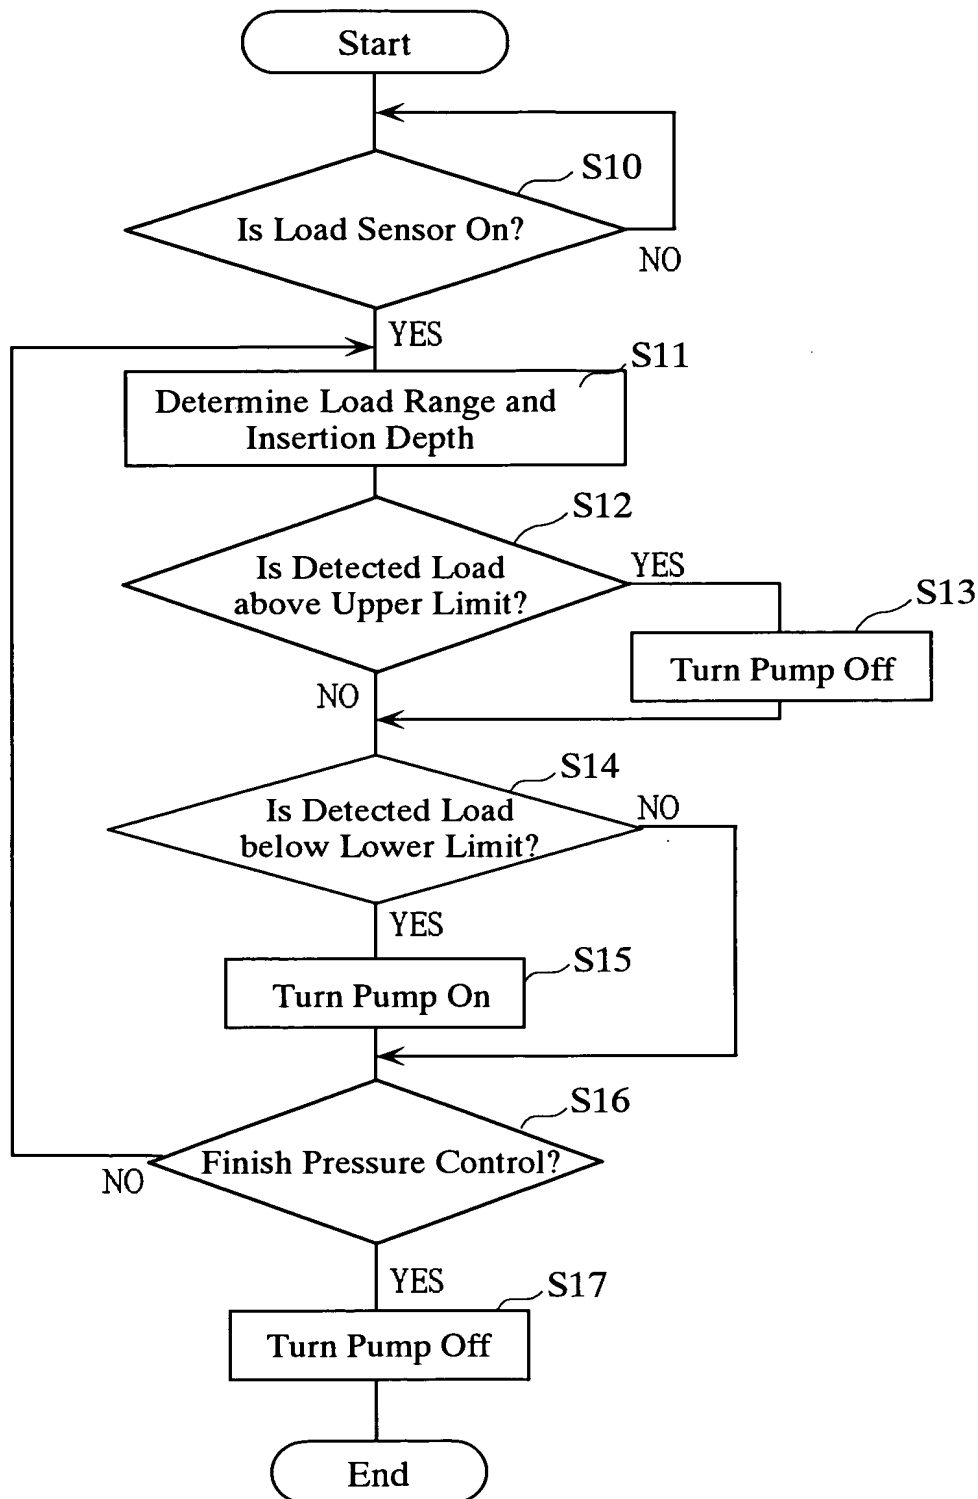 Start
S10
Is Load Sensor On?
NO
YES
S11
Determine Load Range and
Insertion Depth
S12
Is Detected Load
above Upper Limit?
YES
S13
Turn Pump Off
NO
S14
Is Detected Load
below Lower Limit?
NO
YES
S15
Turn Pump On
S16
Finish Pressure Control?
NO
YES
S17
Turn Pump Off
End